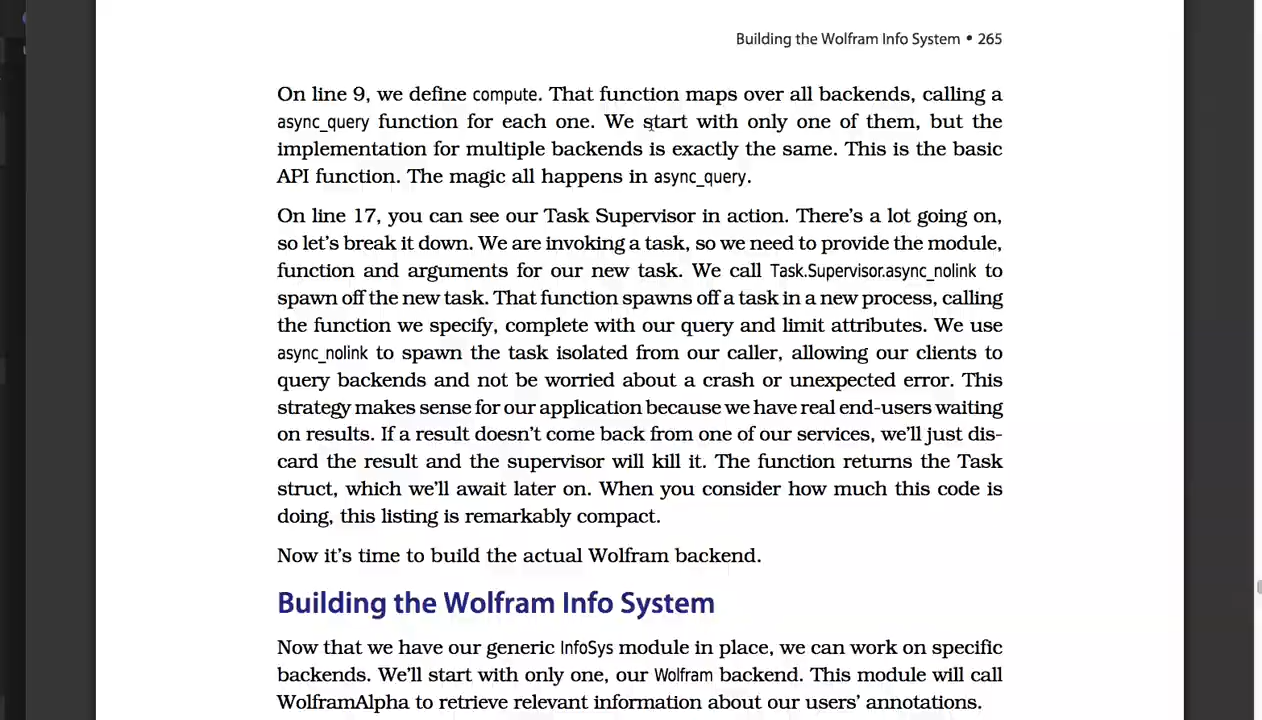 Building the Wolfram Info System • 265
On line 9, we define compute. That function maps over all backends, calling a
async_query function for each one. We start with only one of them, but the
implementation for multiple backends is exactly the same. This is the basic
API function. The magic all happens in async_query.
On line 17, you can see our Task Supervisor in action. There’s a lot going on,
so let’s break it down. We are invoking a task, so we need to provide the module,
function and arguments for our new task. We call Task.Supervisor.async_nolink to
spawn off the new task. That function spawns off a task in a new process, calling
the function we specify, complete with our query and limit attributes. We use
async_nolink to spawn the task isolated from our caller, allowing our clients to
query backends and not be worried about a crash or unexpected error. This
strategy makes sense for our application because we have real end-users waiting
on results. If a result doesn’t come back from one of our services, we’ll just dis-
card the result and the supervisor will kill it. The function returns the Task
struct, which we’ll await later on. When you consider how much this code is
doing, this listing is remarkably compact.
Now it’s time to build the actual Wolfram backend.
Building the Wolfram Info System
Now that we have our generic InfoSys module in place, we can work on specific
backends. We’ll start with only one, our Wolfram backend. This module will call
WolframAlpha to retrieve relevant information about our users’ annotations.